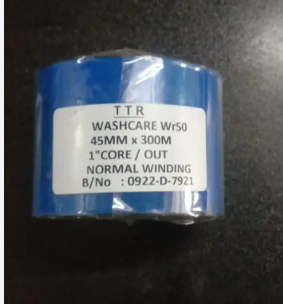 TTR
WASHCARE Wr50
45MM x 300M
1"CORE / OUT
NORMAL WINDING
B/No : 0922-D-7921